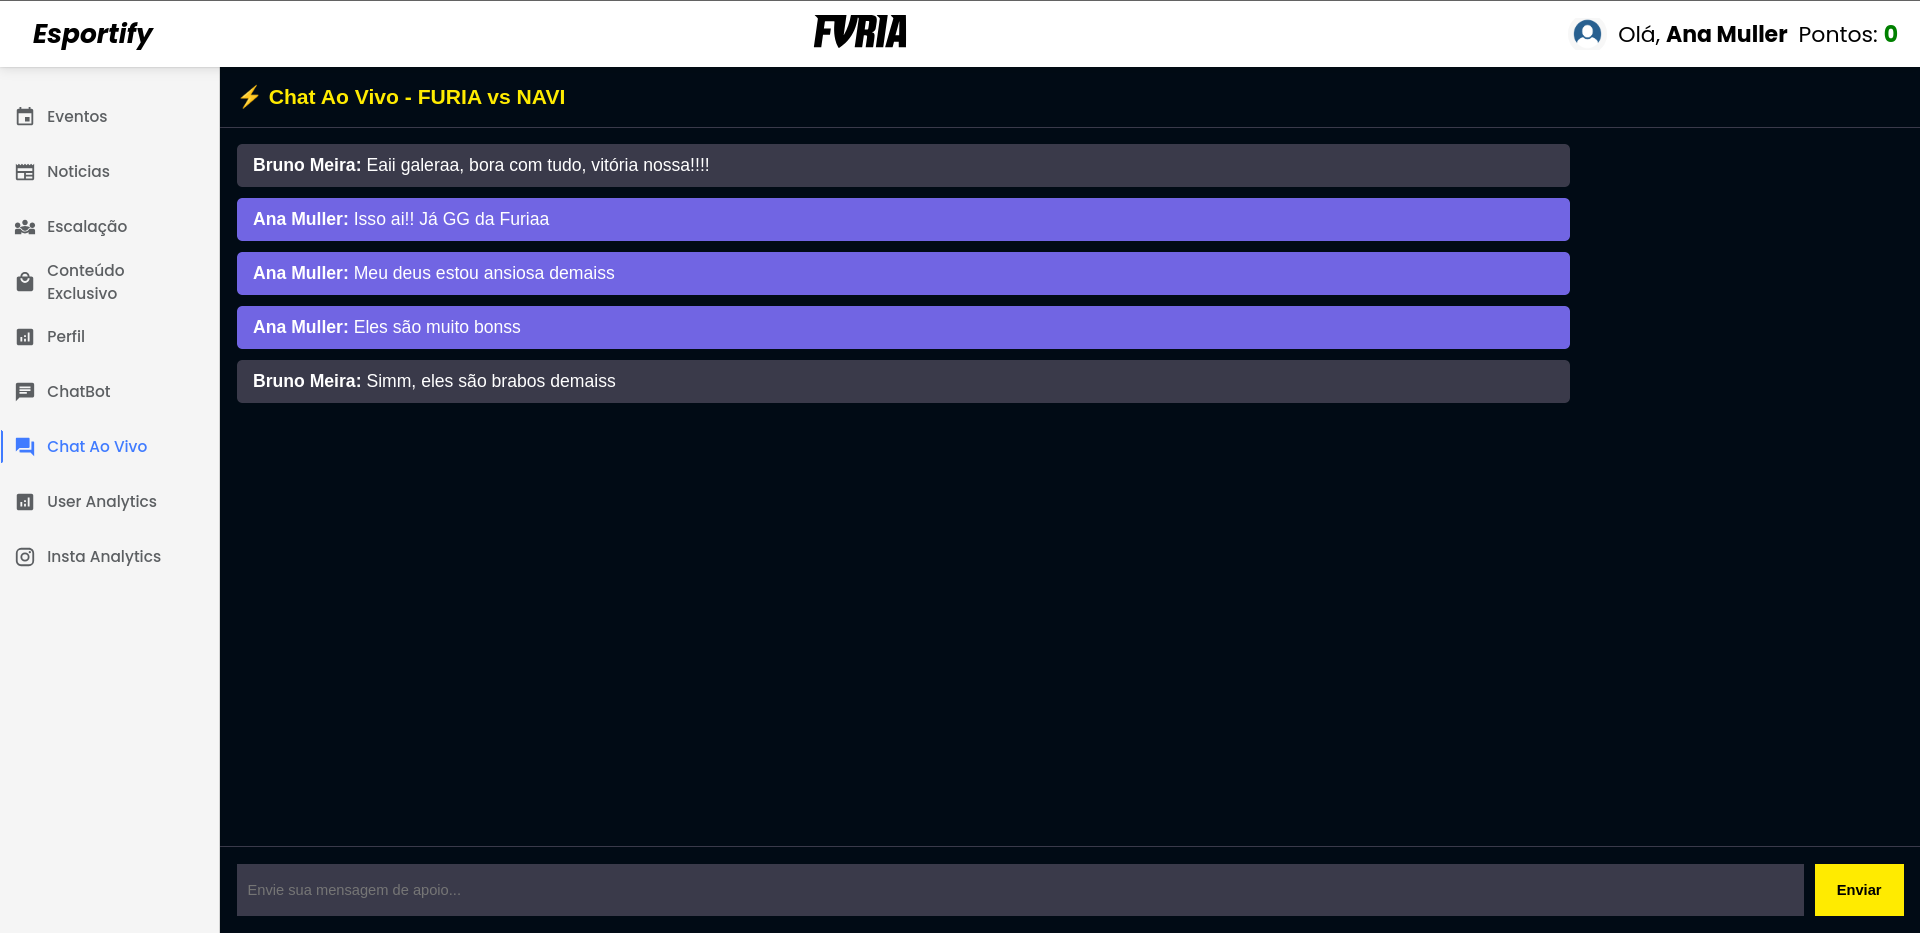 Esportify
FURIA
Olá, Ana Muller Pontos: 0
Eventos
Noticias
Escalação
Conteúdo
Exclusivo
Perfil
ChatBot
Chat Ao Vivo
User Analytics
Insta Analytics
⚡ Chat Ao Vivo - FURIA vs NAVI
Bruno Meira: Eaii galeraa, bora com tudo, vitória nossa!!!!
Ana Muller: Isso ai!! Já GG da Furiaa
Ana Muller: Meu deus estou ansiosa demaiss
Ana Muller: Eles são muito bonss
Bruno Meira: Simm, eles são brabos demaiss
Envie sua mensagem de apoio...
Enviar